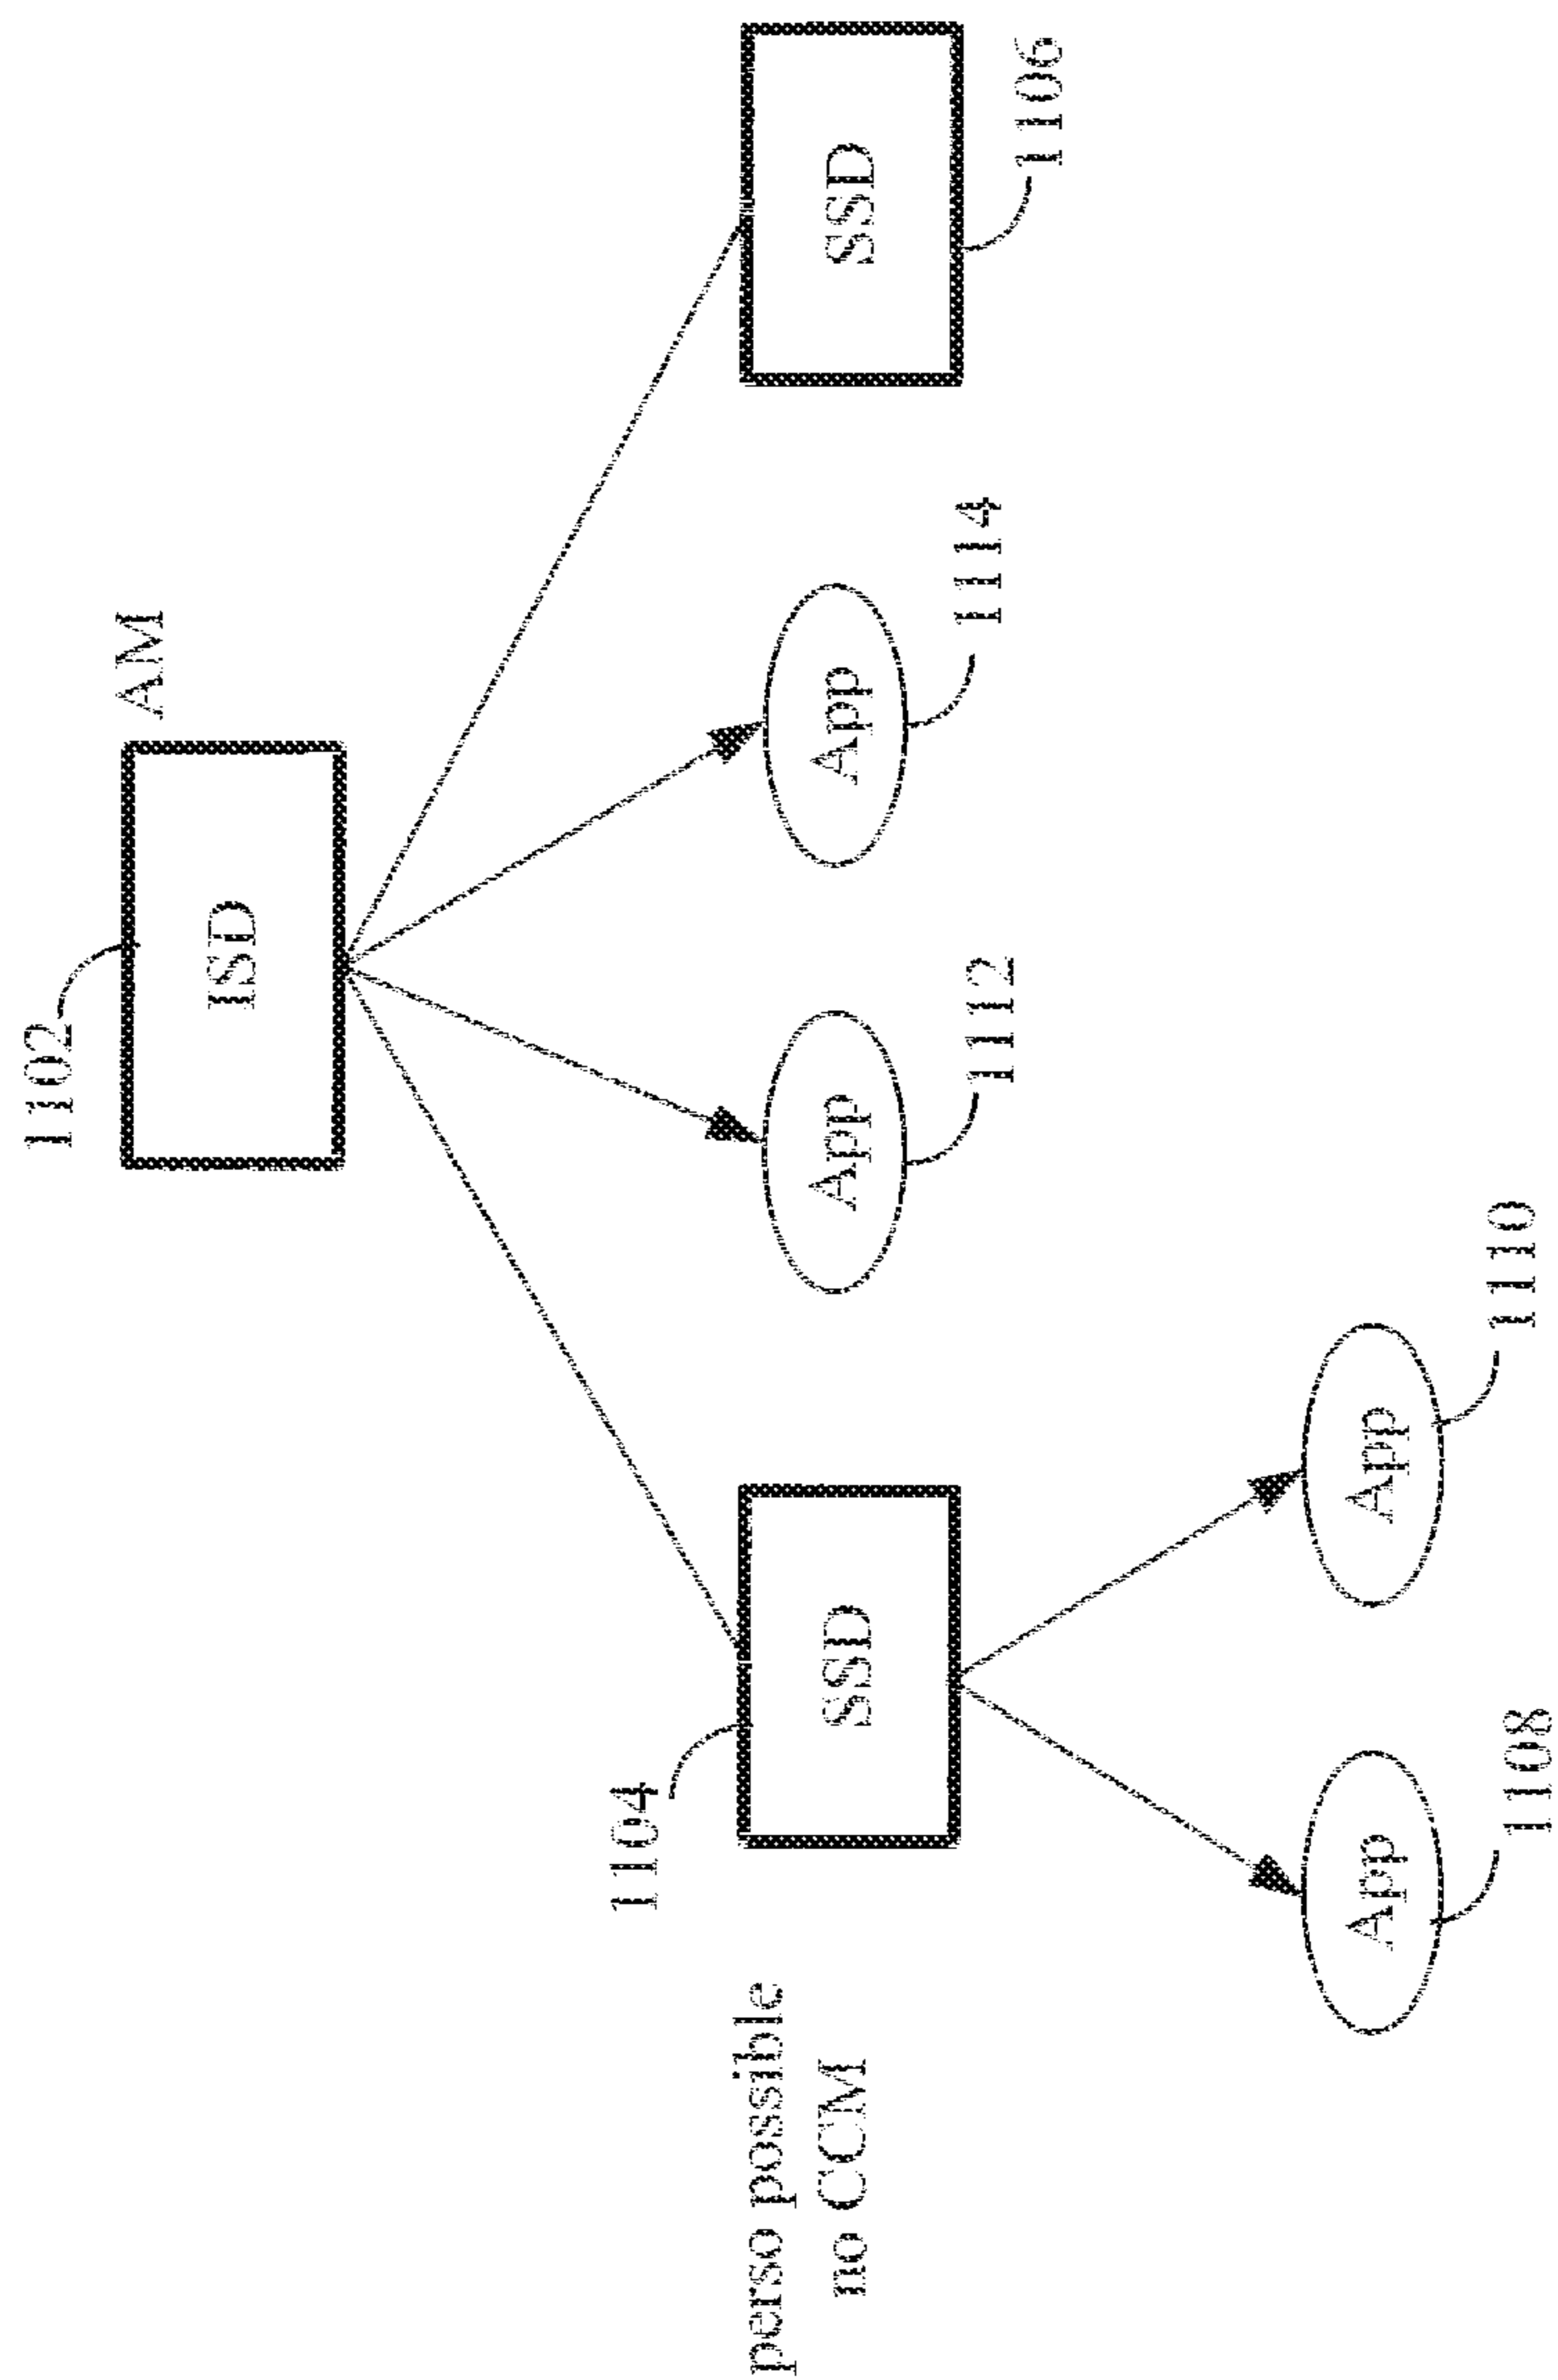 1102
ISD
AM
1104
perso possible
no CCM
SSD
App
1112
App
1114
SSD
1106
App
1108
App
1110